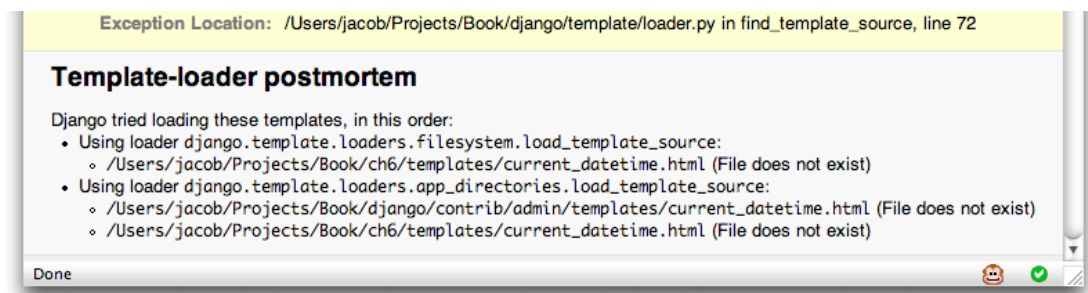 Exception Location: /Users/jacob/Projects/Book/django/template/loader.py in find_template_source, line 72
Template-loader postmortem
Django tried loading these templates, in this order:
• Using loader django.template.loaders.filesystem.load_template_source:
◦ /Users/jacob/Projects/Book/ch6/templates/current_datetime.html (File does not exist)
• Using loader django.template.loaders.app_directories.load_template_source:
◦ /Users/jacob/Projects/Book/django/contrib/admin/templates/current_datetime.html (File does not exist)
◦ /Users/jacob/Projects/Book/ch6/templates/current_datetime.html (File does not exist)
Done